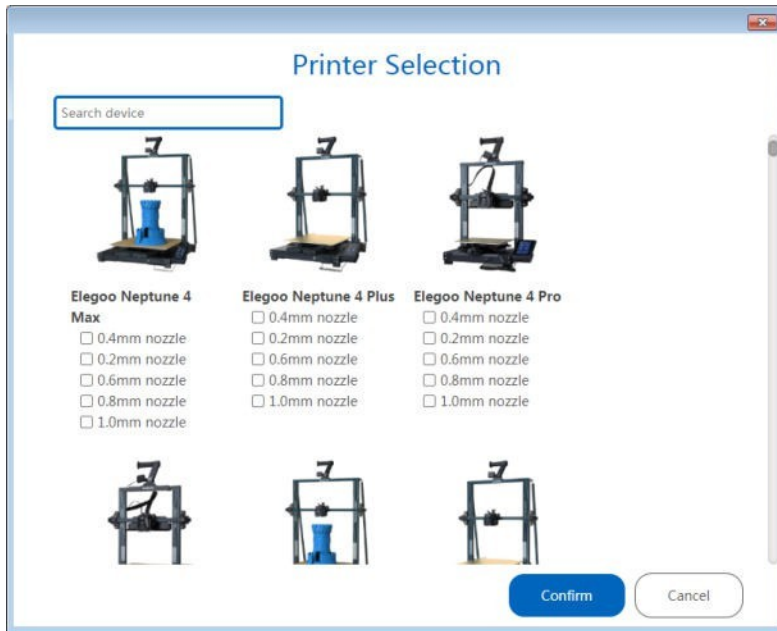 Printer Selection
Search device
Elegoo Neptune 4
Max
0.4mm nozzle
0.2mm nozzle
0.6mm nozzle
0.8mm nozzle
1.0mm nozzle
Elegoo Neptune 4 Plus
0.4mm nozzle
0.2mm nozzle
0.6mm nozzle
0.8mm nozzle
1.0mm nozzle
Elegoo Neptune 4 Pro
0.4mm nozzle
0.2mm nozzle
0.6mm nozzle
0.8mm nozzle
1.0mm nozzle
Confirm
Cancel